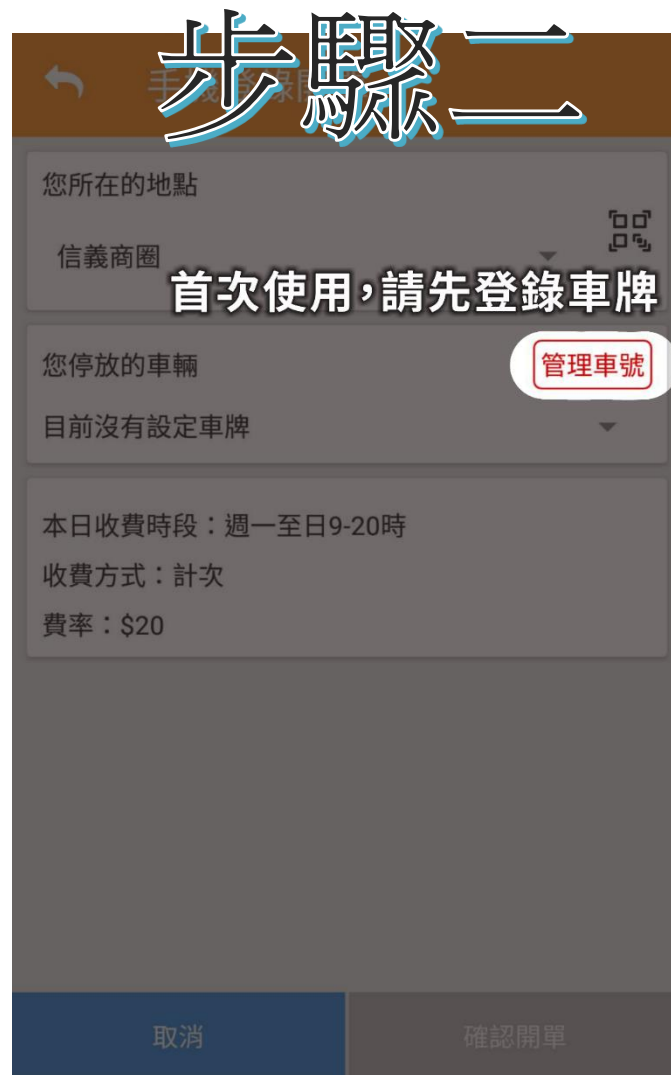 步驟二
您所在的地點
信義商圈
首次使用,請先登錄車牌
您停放的車輛
管理車號
目前沒有設定車牌
本日收費時段：週一至日9-20時
收費方式：計次
費率：$20
取消
確認開單